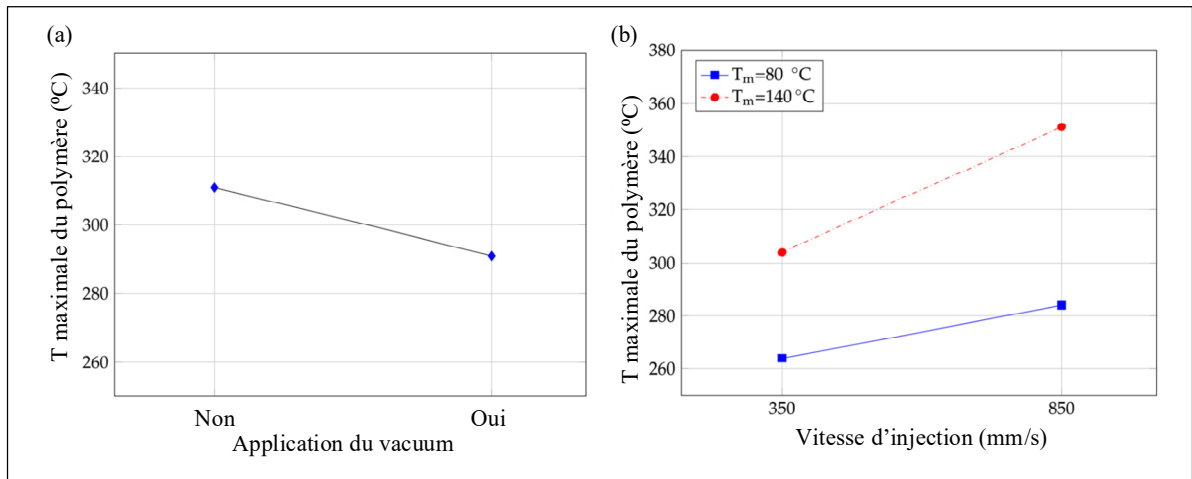 (a)
T maximale du polymère (ºC)
340
320
300
280
260
Non
Oui
Application du vacuum
(b)
T maximale du polymère (ºC)
380
360
340
320
300
280
260
Tm=80 °C
Tm=140 °C
350
850
Vitesse d'injection (mm/s)